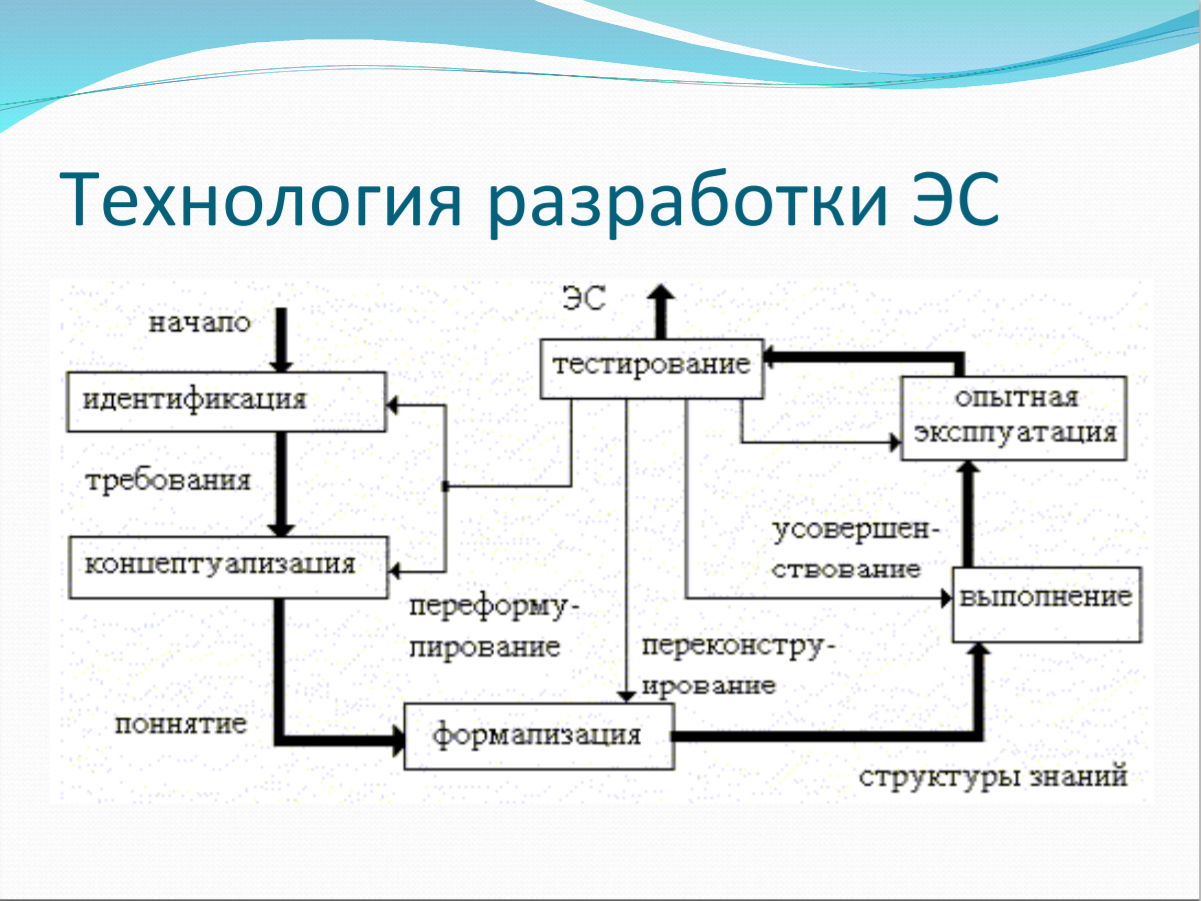 Технология разработки ЭС
ЭС
начало
тестирование
идентификация
опытная
эксплуатация
требования
усовершен-
ствование
концептуализация
выполнение
переформу-
лирование
переконстру-
ирование
поннятие
формализация
структуры знаний